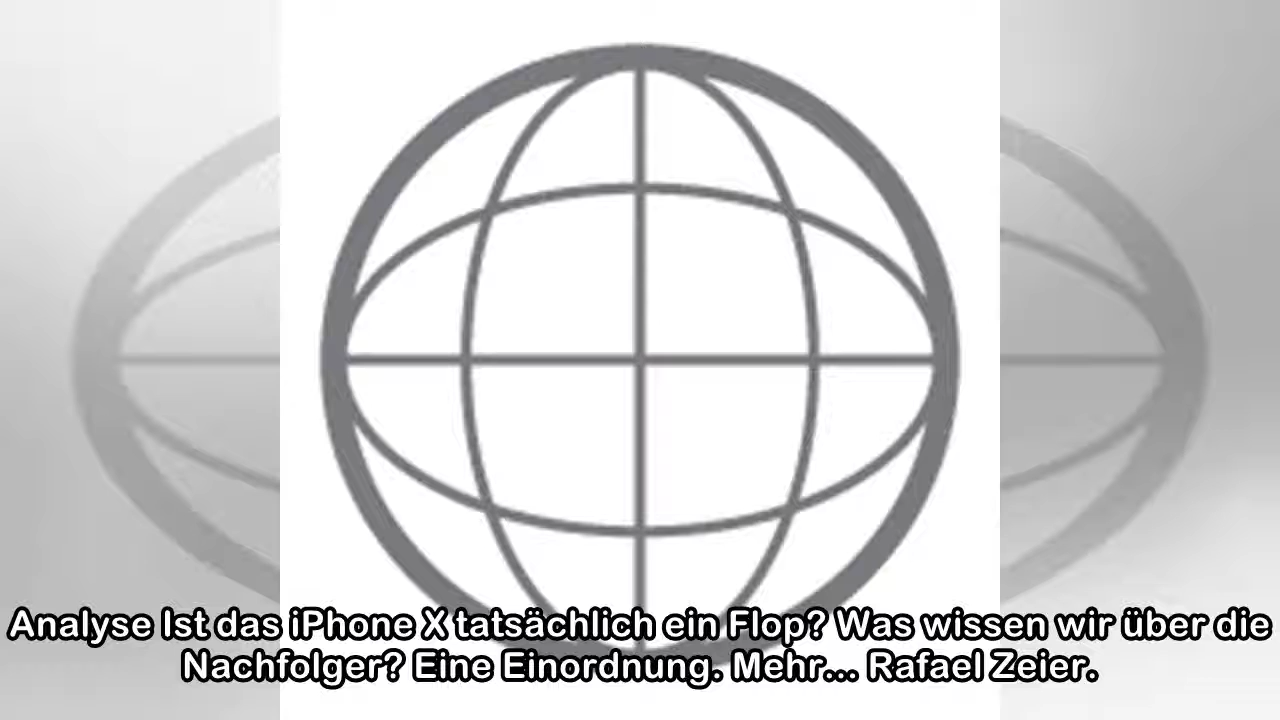 Analyse Ist das iPhone X tatsächlich ein Flop? Was wissen wir über die
Nachfolger? Eine Einordnung. Mehr... Rafael Zeier.